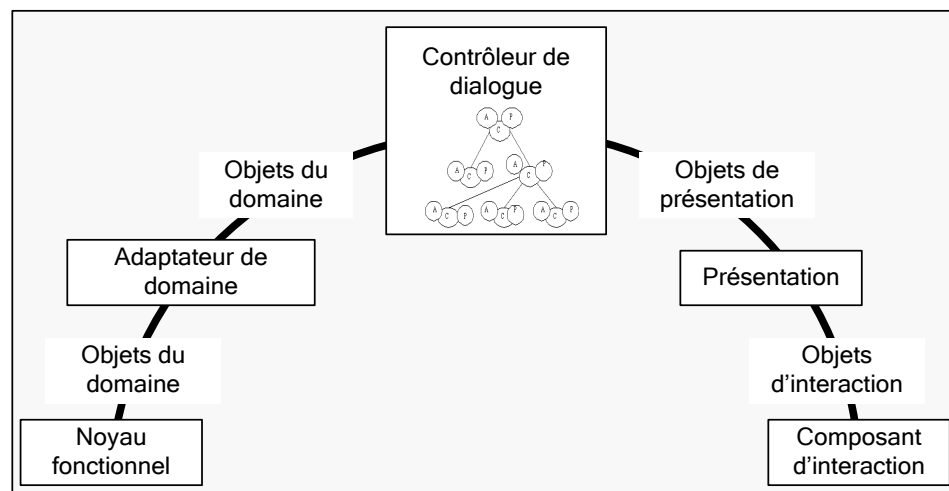 Contrôleur de
dialogue
A P
C
A C P A C P
A C P A C P A C P
Objets du
domaine
Objets de
présentation
Adaptateur de
domaine
Présentation
Objets du
domaine
Objets
d'interaction
Noyau
fonctionnel
Composant
d'interaction